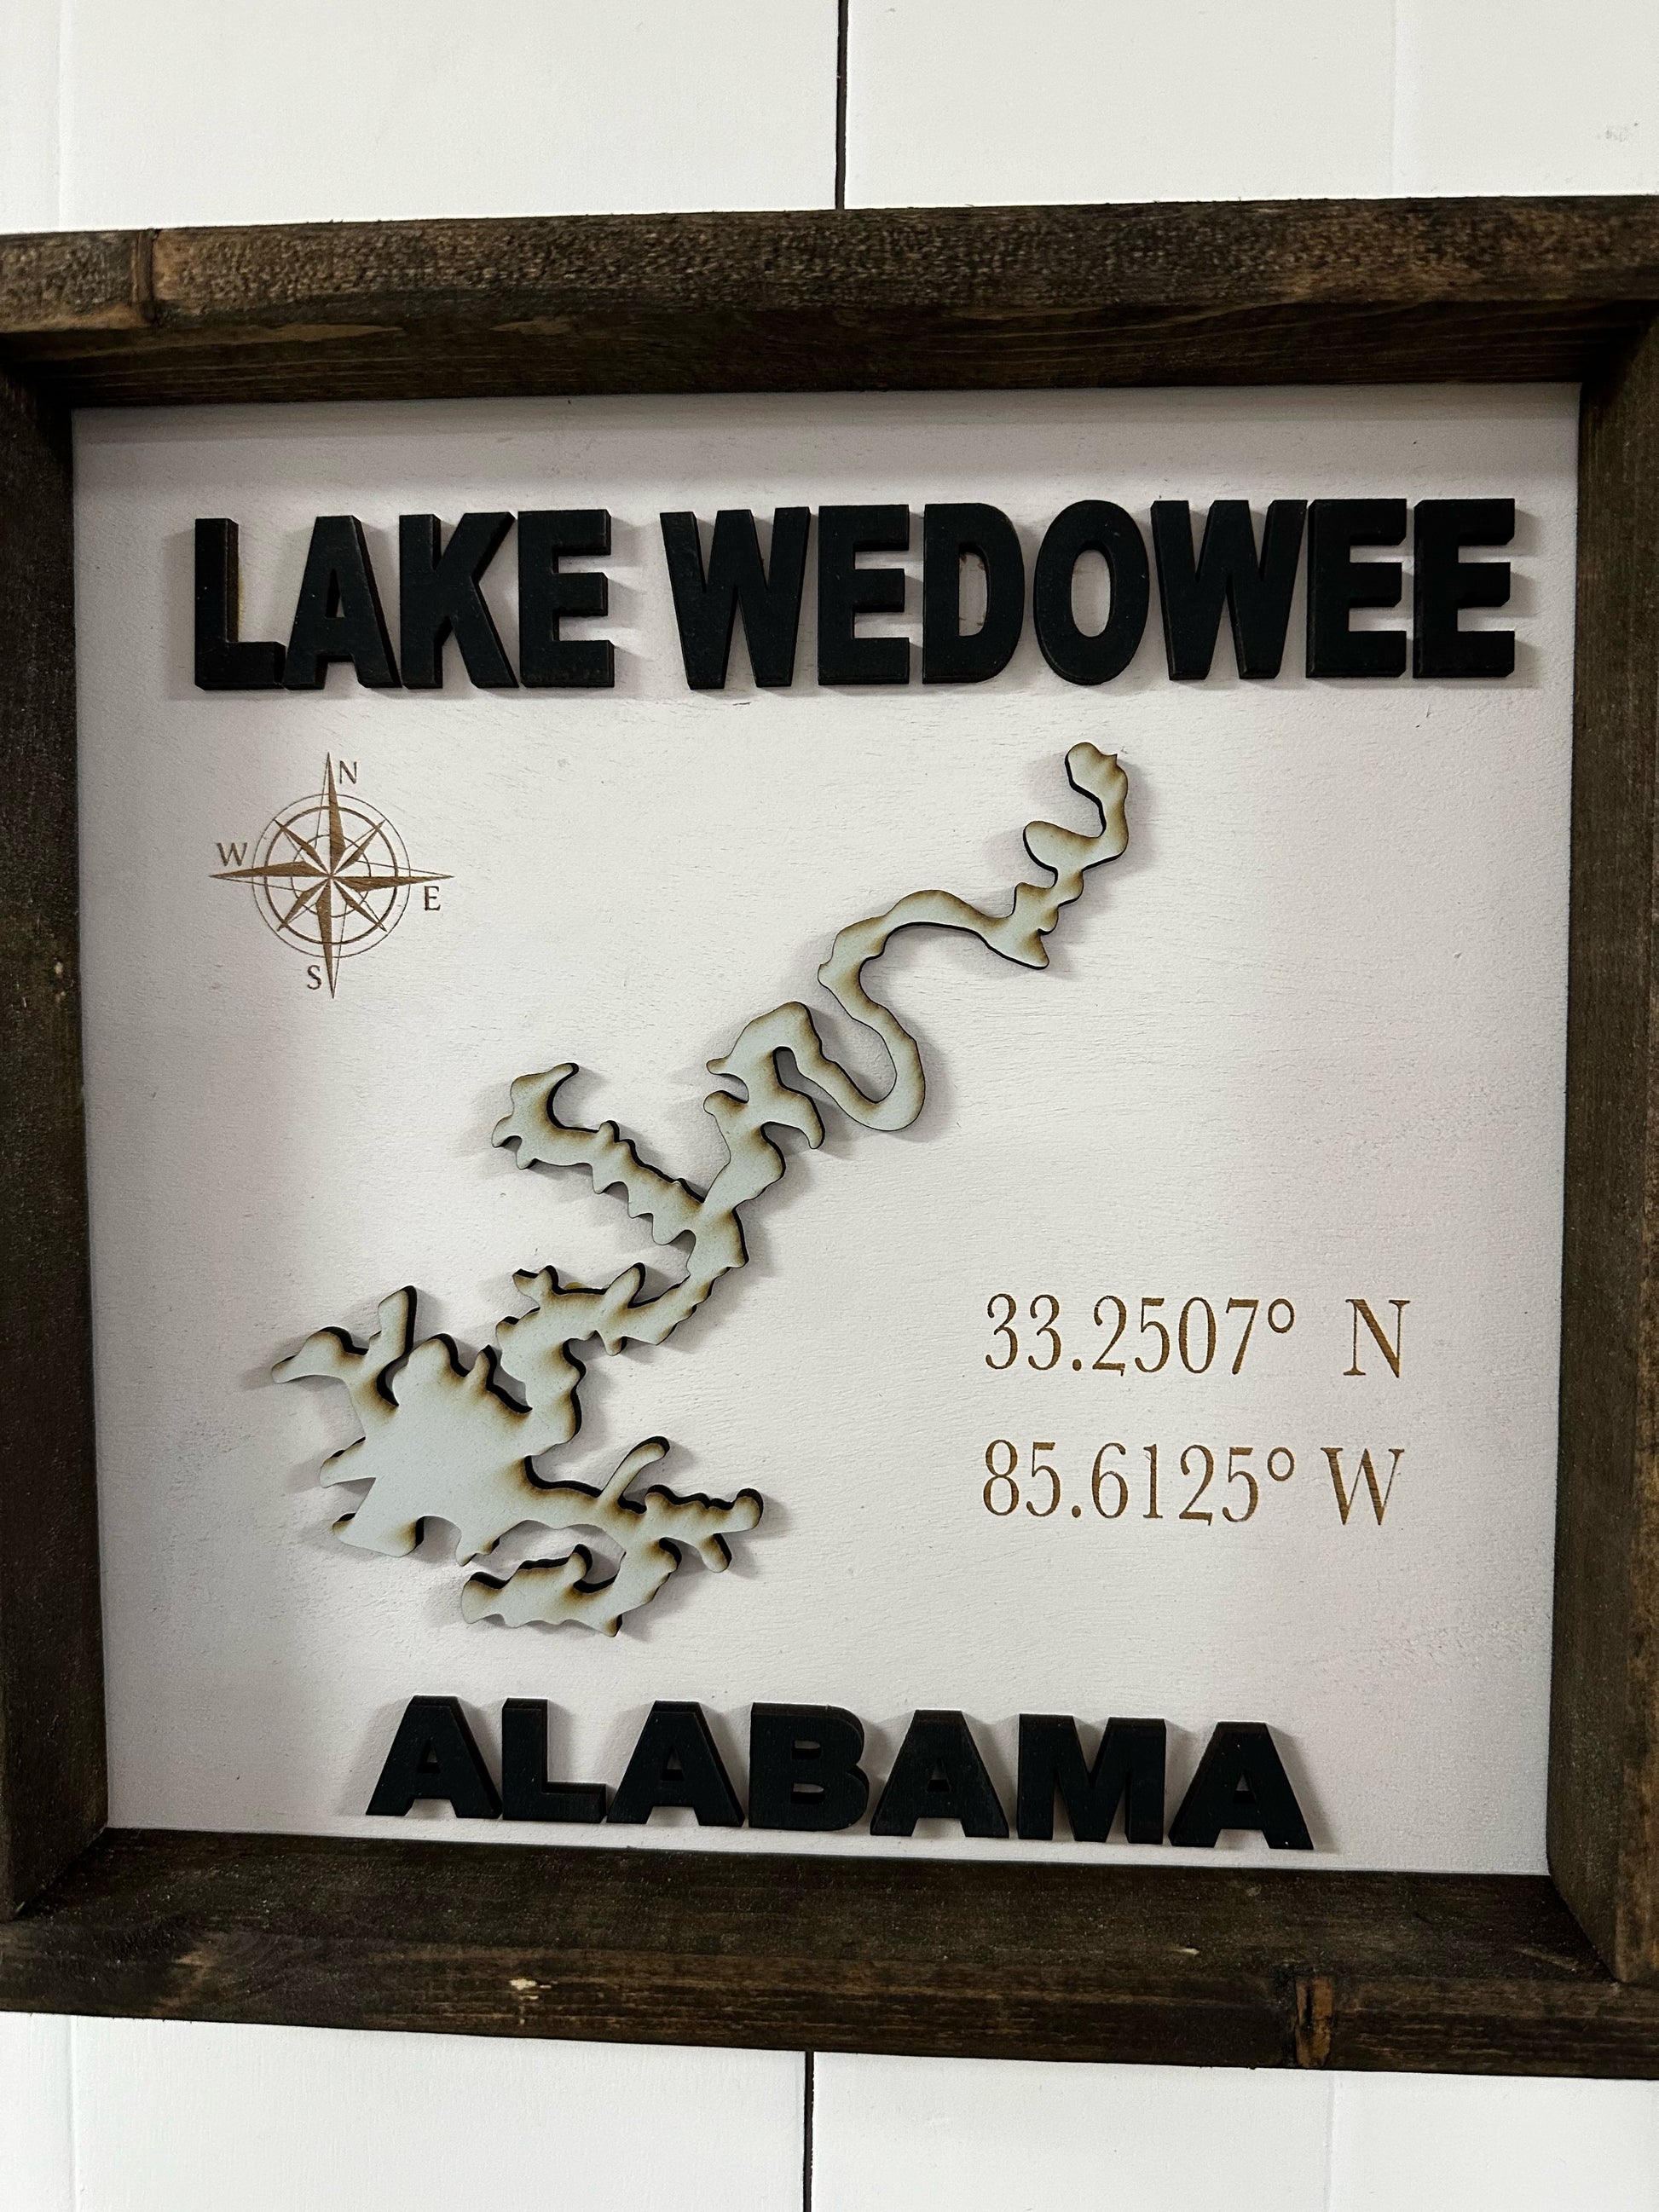 LAKE WEDOWEE
N
W
E
S
33.2507° N
85.6125° W
ALABAMA